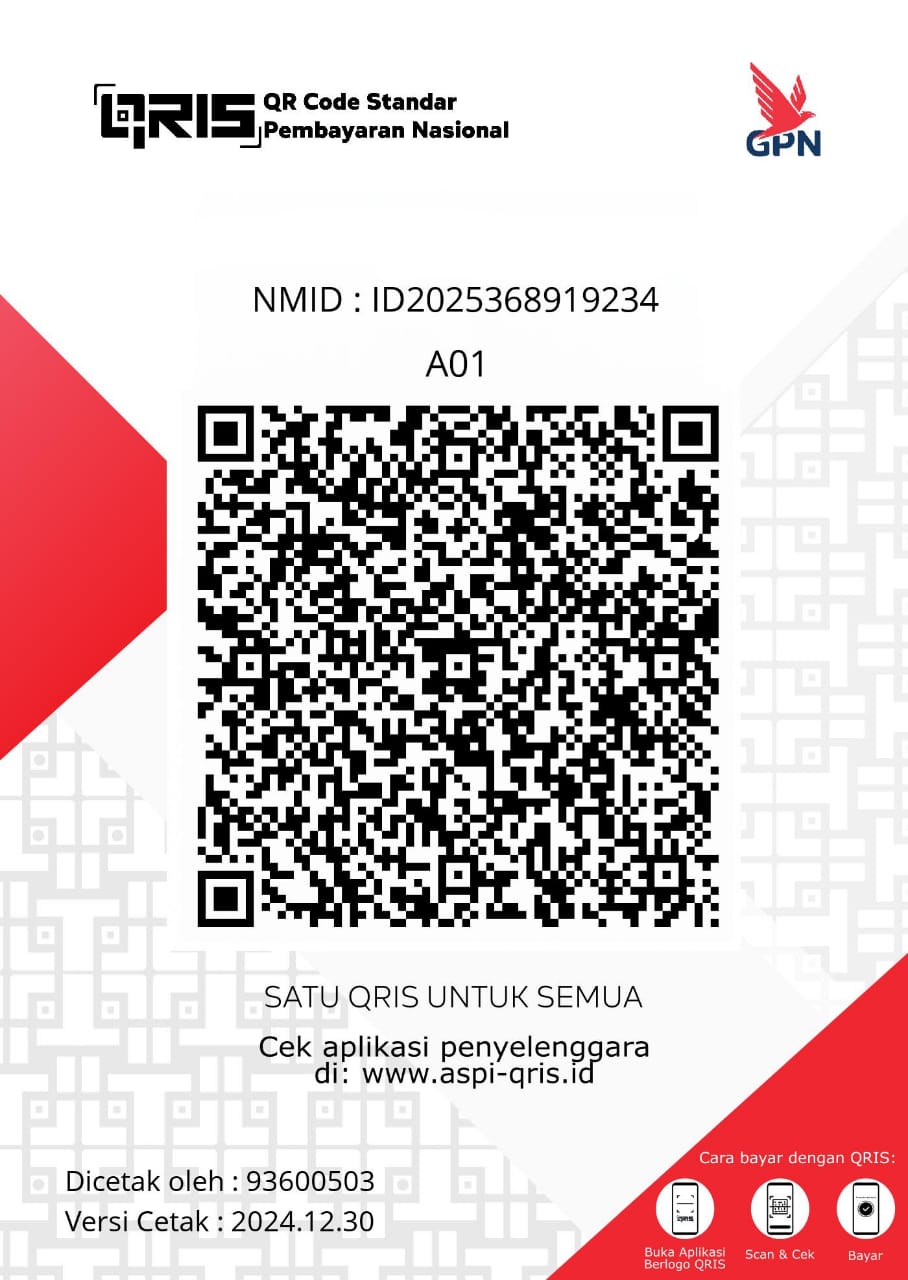 QRIS QR Code Standar
Pembayaran Nasional
GPN
NMID : ID2025368919234
A01
SATU QRIS UNTUK SEMUA
Cek aplikasi penyelenggara
di: www.aspi-qris.id
Dicetak oleh : 93600503
Versi Cetak : 2024.12.30
Cara bayar dengan QRIS:
Buka Aplikasi
Berlogo QRIS
Scan & Cek
Bayar